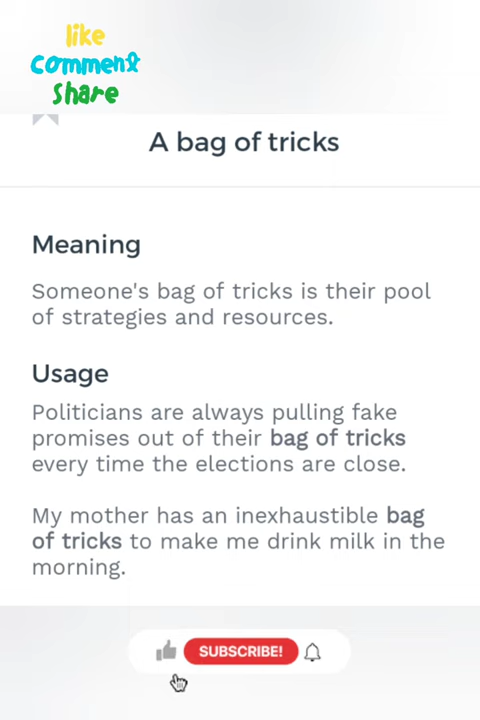 like
comment
share
A bag of tricks
Meaning
Someone's bag of tricks is their pool
of strategies and resources.
Usage
Politicians are always pulling fake
promises out of their bag of tricks
every time the elections are close.
My mother has an inexhaustible bag
of tricks to make me drink milk in the
morning.
SUBSCRIBE!